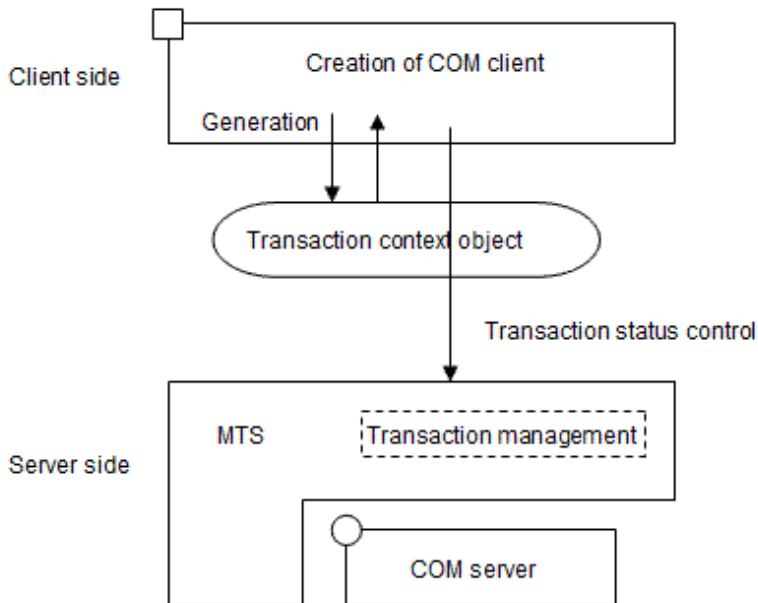 Creation of COM client
Client side
Generation
Transaction context object
Transaction status control
MTS
Transaction management
Server side
COM server